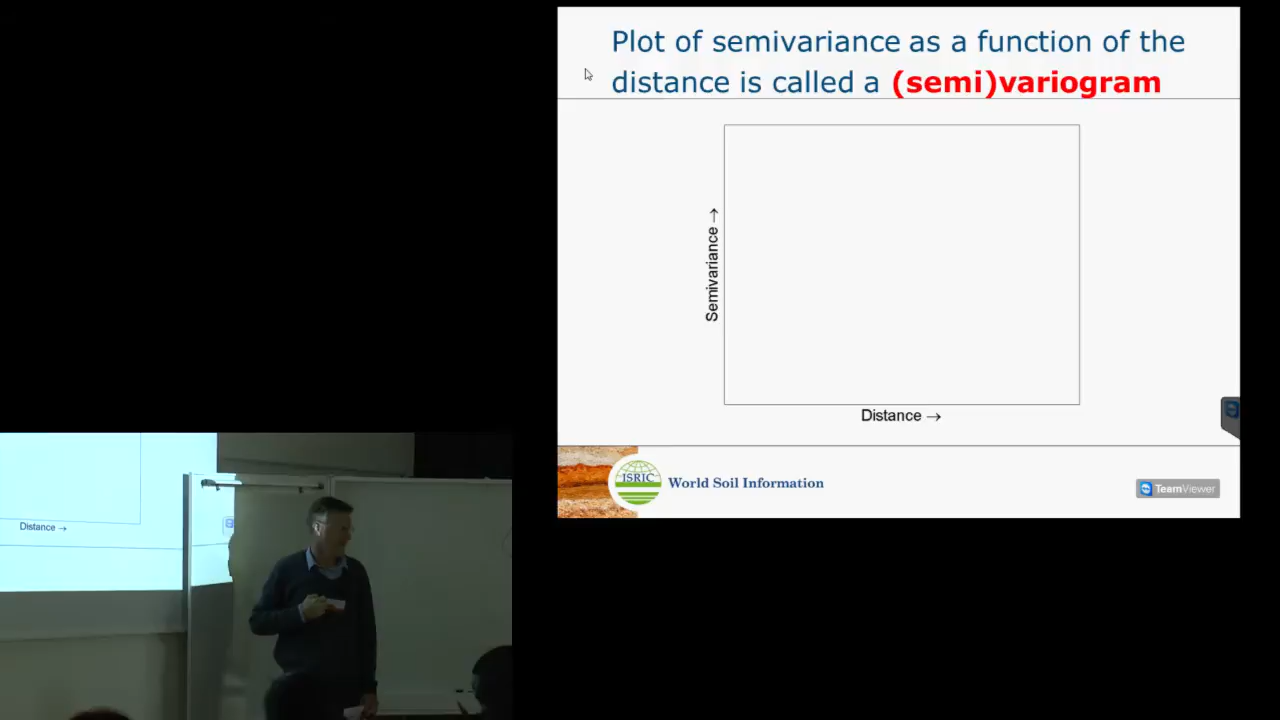 Plot of semivariance as a function of the
distance is called a (semi)variogram
Semivariance →
Distance →
ISRIC World Soil Information
TeamViewer
Distance →